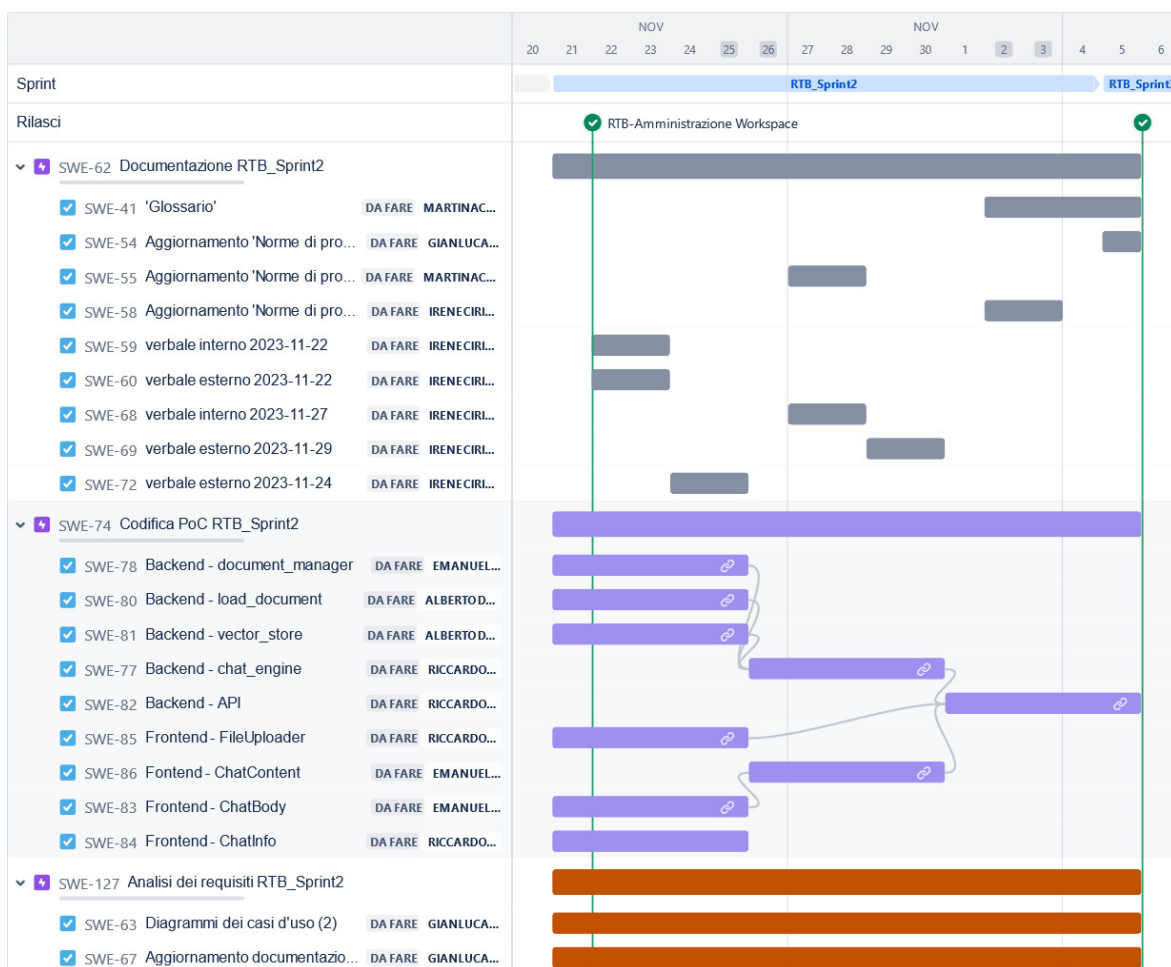 NOV NOV
20 21 22 23 24 25 26 27 28 29 30 1 2 3 4 5 6
Sprint RTB_Sprint2 RTB_Sprint
Rilasci RTB-Amministrazione Workspace
SWE-62 Documentazione RTB_Sprint2
SWE-41 'Glossario' DA FARE MARTINAC...
SWE-54 Aggiornamento 'Norme di pro... DA FARE GIANLUCA...
SWE-55 Aggiornamento 'Norme di pro... DA FARE MARTINAC...
SWE-58 Aggiornamento 'Norme di pro... DA FARE IRENECIRI...
SWE-59 verbale interno 2023-11-22 DA FARE IRENECIRI...
SWE-60 verbale esterno 2023-11-22 DA FARE IRENECIRI...
SWE-68 verbale interno 2023-11-27 DA FARE IRENECIRI...
SWE-69 verbale esterno 2023-11-29 DA FARE IRENECIRI...
SWE-72 verbale esterno 2023-11-24 DA FARE IRENECIRI...
SWE-74 Codifica PoC RTB_Sprint2
SWE-78 Backend - document_manager DA FARE EMANUEL...
SWE-80 Backend - load_document DA FARE ALBERTOD...
SWE-81 Backend - vector_store DA FARE ALBERTOD...
SWE-77 Backend - chat_engine DA FARE RICCARDO...
SWE-82 Backend - API DA FARE RICCARDO...
SWE-85 Frontend - FileUploader DA FARE RICCARDO...
SWE-86 Fontend - ChatContent DA FARE EMANUEL...
SWE-83 Frontend - ChatBody DA FARE EMANUEL...
SWE-84 Frontend - ChatInfo DA FARE RICCARDO...
SWE-127 Analisi dei requisiti RTB_Sprint2
SWE-63 Diagrammi dei casi d'uso (2) DA FARE GIANLUCA...
SWE-67 Aggiornamento documentazio... DA FARE GIANLUCA...